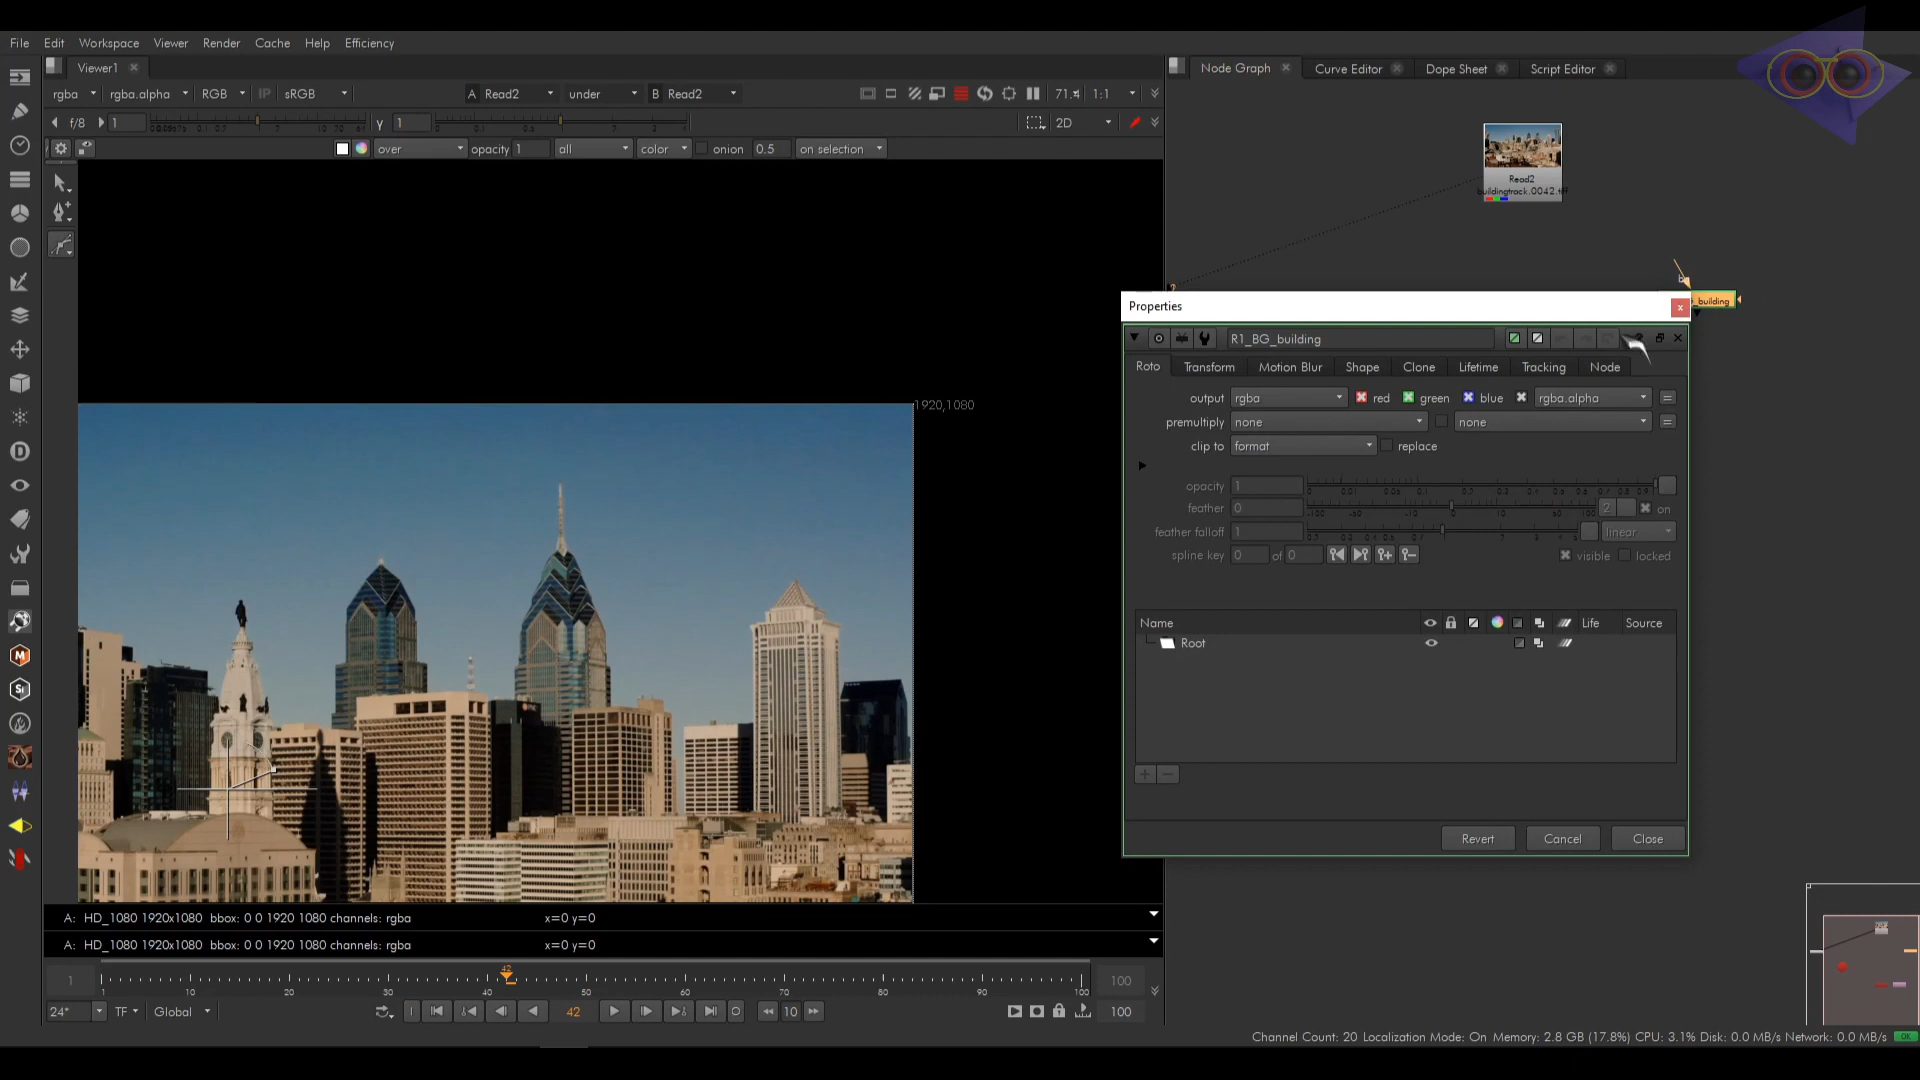 File Edit Workspace Viewer Render Cache Help Efficiency
Viewer1
Node Graph Curve Editor Dope Sheet Script Editor
rgba rgba.alpha RGB IP sRGB A Read2 under B Read2 1:1
f/8 1 γ 1 2D
over opacity 1 all color onion 0.5 on selection
Read2
buildingtrack.0042.tiff
1920,1080
_building
Properties
R1_BG_building
Roto Transform Motion Blur Shape Clone Lifetime Tracking Node
output rgba red green blue rgba.alpha =
premultiply none none =
clip to format replace
opacity 1
feather 0 2 on
feather falloff 1 linear
spline key 0 of 0 visible locked
Name Life Source
Root
Revert Cancel Close
A: HD_1080 1920x1080 bbox: 0 0 1920 1080 channels: rgba x=0 y=0
A: HD_1080 1920x1080 bbox: 0 0 1920 1080 channels: rgba x=0 y=0
1 42 100
1 10 20 30 40 50 60 70 80 90 100
24* TF Global 42 10 100
Channel Count: 20 Localization Mode: On Memory: 2.8 GB (17.8%) CPU: 3.1% Disk: 0.0 MB/s Network: 0.0 MB/s